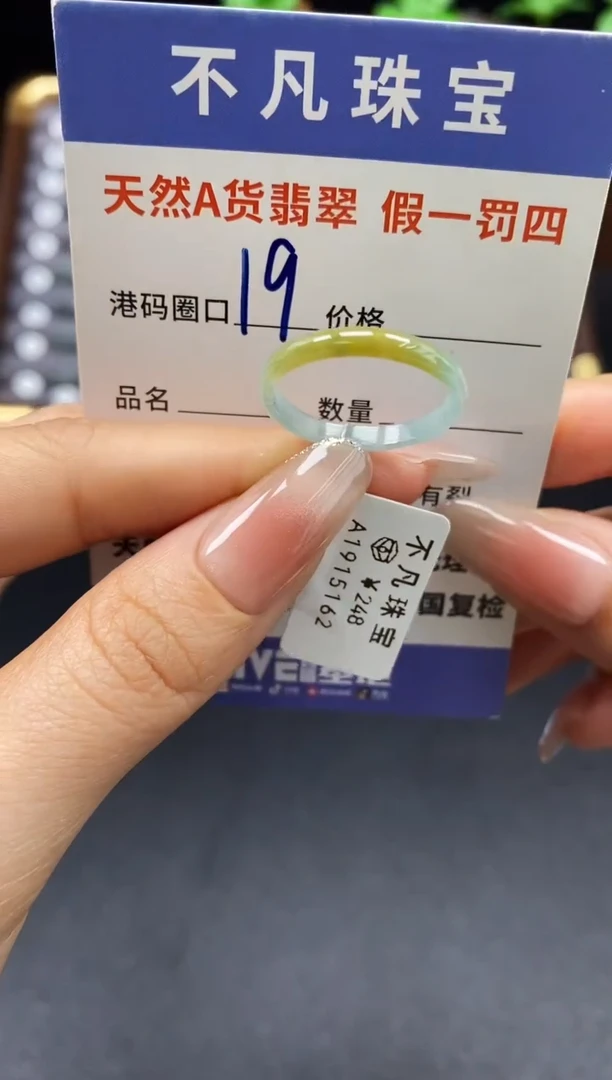 不凡珠宝
天然A货翡翠 假一罚四
港码圈口 19 价格
品名 数量
有裂
国复检
不凡珠宝
¥248
A1915162